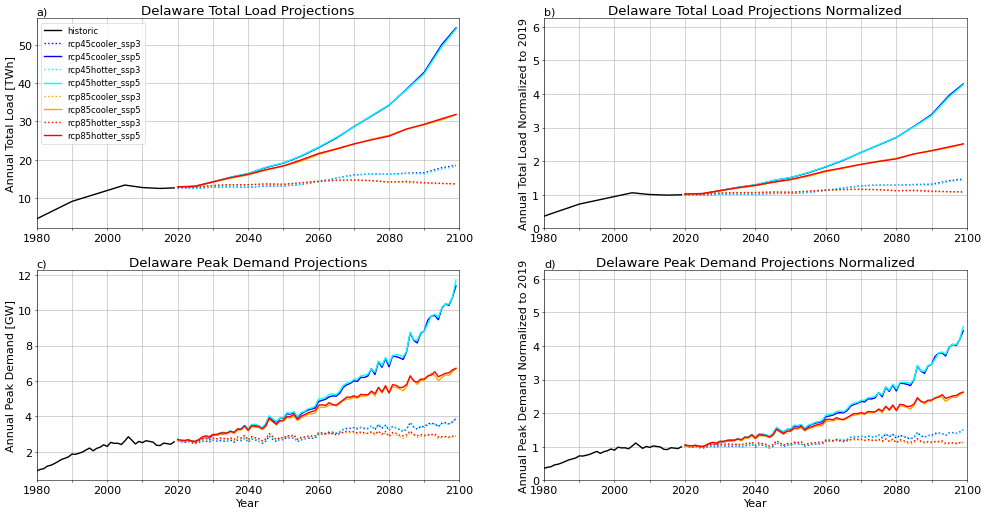 a)
Delaware Total Load Projections
Annual Total Load [TWh]
50
40
30
20
10
historic
rcp45cooler_ssp3
rcp45cooler_ssp5
rcp45hotter_ssp3
rcp45hotter_ssp5
rcp85cooler_ssp3
rcp85cooler_ssp5
rcp85hotter_ssp3
rcp85hotter_ssp5
1980 2000 2020 2040 2060 2080 2100
b)
Delaware Total Load Projections Normalized
Annual Total Load Normalized to 2019
6
5
4
3
2
1
0
1980 2000 2020 2040 2060 2080 2100
c)
Delaware Peak Demand Projections
Annual Peak Demand [GW]
12
10
8
6
4
2
1980 2000 2020 2040 2060 2080 2100
Year
d)
Delaware Peak Demand Projections Normalized
Annual Peak Demand Normalized to 2019
6
5
4
3
2
1
0
1980 2000 2020 2040 2060 2080 2100
Year